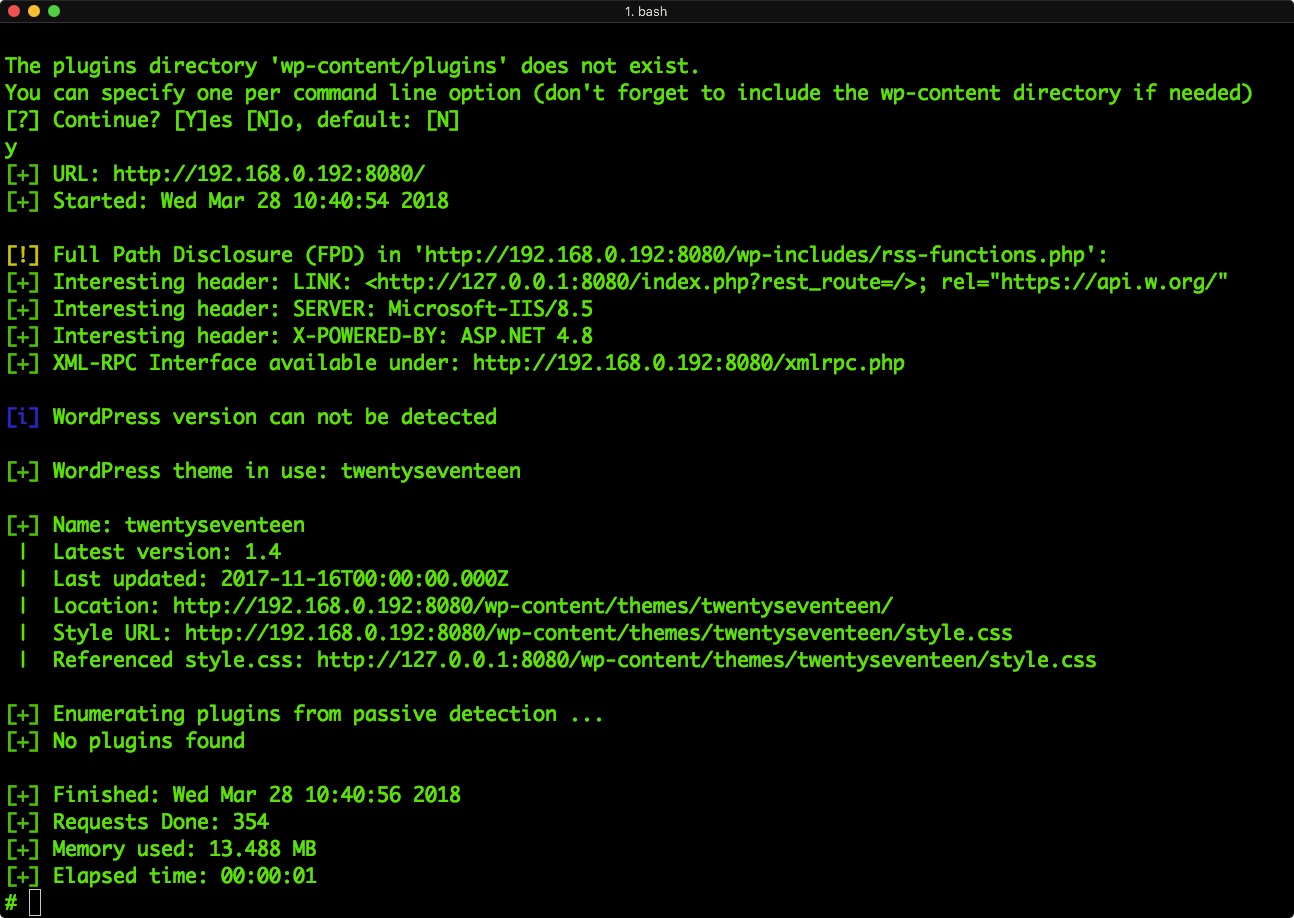 1. bash
The plugins directory 'wp-content/plugins' does not exist.
You can specify one per command line option (don't forget to include the wp-content directory if needed)
[?] Continue? [Y]es [N]o, default: [N]
y
[+] URL: http://192.168.0.192:8080/
[+] Started: Wed Mar 28 10:40:54 2018
[!] Full Path Disclosure (FPD) in 'http://192.168.0.192:8080/wp-includes/rss-functions.php':
[+] Interesting header: LINK: <http://127.0.0.1:8080/index.php?rest_route=/>; rel="https://api.w.org/"
[+] Interesting header: SERVER: Microsoft-IIS/8.5
[+] Interesting header: X-POWERED-BY: ASP.NET 4.8
[+] XML-RPC Interface available under: http://192.168.0.192:8080/xmlrpc.php
[i] WordPress version can not be detected
[+] WordPress theme in use: twentyseventeen
[+] Name: twentyseventeen
 |  Latest version: 1.4
 |  Last updated: 2017-11-16T00:00:00.000Z
 |  Location: http://192.168.0.192:8080/wp-content/themes/twentyseventeen/
 |  Style URL: http://192.168.0.192:8080/wp-content/themes/twentyseventeen/style.css
 |  Referenced style.css: http://127.0.0.1:8080/wp-content/themes/twentyseventeen/style.css
[+] Enumerating plugins from passive detection ...
[+] No plugins found
[+] Finished: Wed Mar 28 10:40:56 2018
[+] Requests Done: 354
[+] Memory used: 13.488 MB
[+] Elapsed time: 00:00:01
#